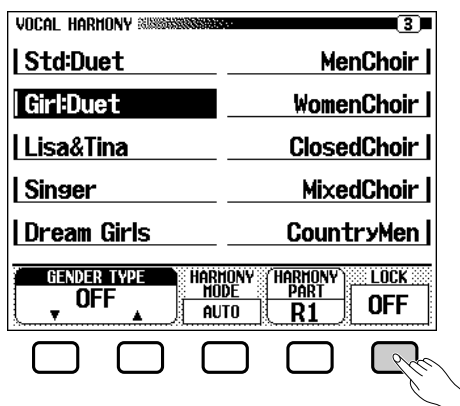 VOCAL HARMONY 3
Std:Duet MenChoir
Girl:Duet WomenChoir
Lisa&Tina ClosedChoir
Singer MixedChoir
Dream Girls CountryMen
GENDER TYPE HARMONY MODE HARMONY PART LOCK
OFF AUTO R1 OFF